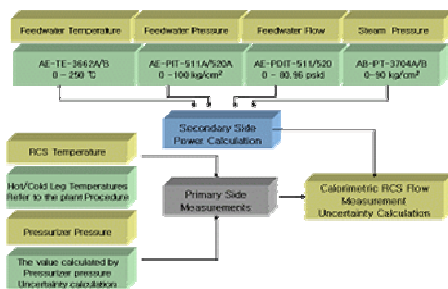 Feedwater Temperature
Feedwater Pressure
Feedwater Flow
Steam Pressure
AE-TE-3662A/B
0 – 250 ℃
AE-PIT-511A/520A
0 –100 kg/cm²
AE-PDIT-511/520
0 – 80.96 psid
AB-PT-3704A/B
0–90 kg/cm²
Secondary Side
Power Calculation
RCS Temperature
Hot/Cold Leg Temperatures
Refer to the plant Procedure
Primary Side
Measurements
Calorimetric RCS Flow
Measurement
Uncertainty Calculation
Pressurizer Pressure
The value calculated by
Pressurizer pressure
Uncertainty calculation